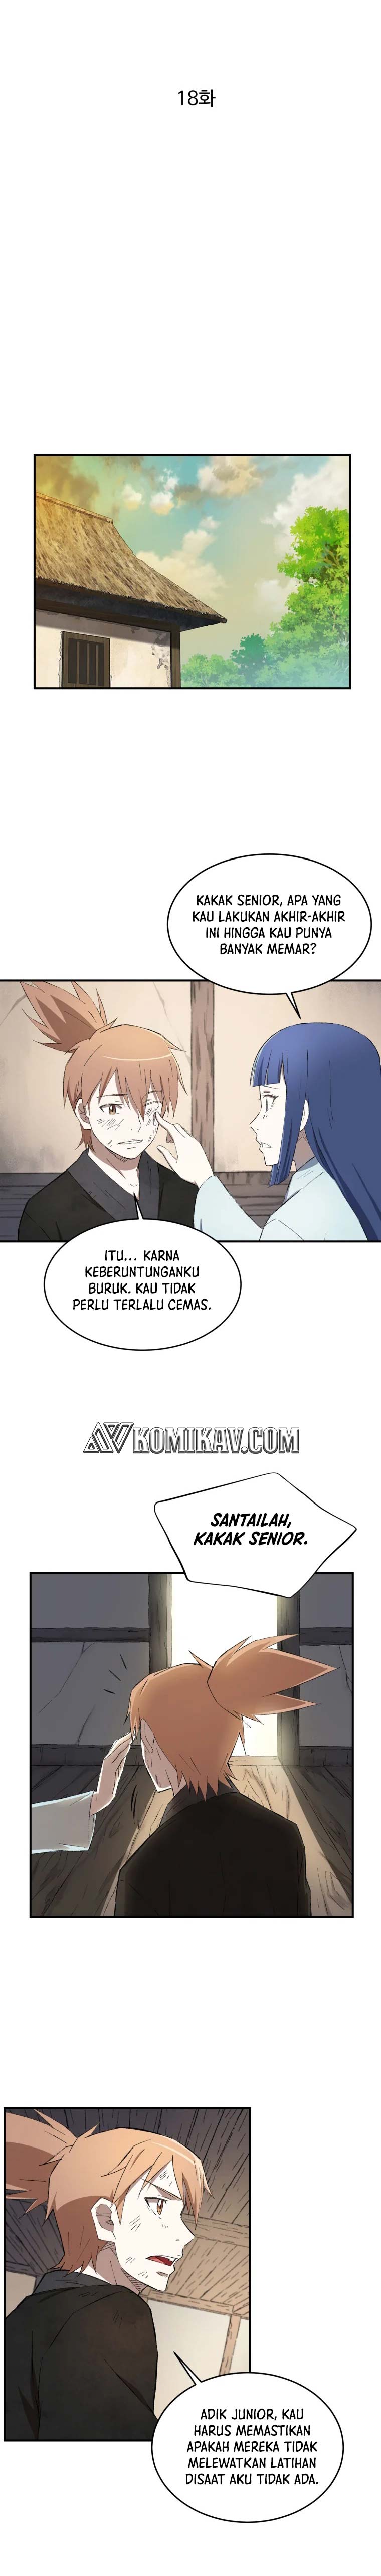 18화
KAKAK SENIOR, APA YANG
KAU LAKUKAN AKHIR-AKHIR
INI HINGGA KAU PUNYA
BANYAK MEMAR?
ITU... KARNA
KEBERUNTUNGANKU
BURUK. KAU TIDAK
PERLU TERLALU CEMAS.
KOMIKAV.COM
SANTAILAH,
KAKAK SENIOR.
ADIK JUNIOR, KAU
HARUS MEMASTIKAN
APAKAH MEREKA TIDAK
MELEWATKAN LATIHAN
DISAAT AKU TIDAK ADA.